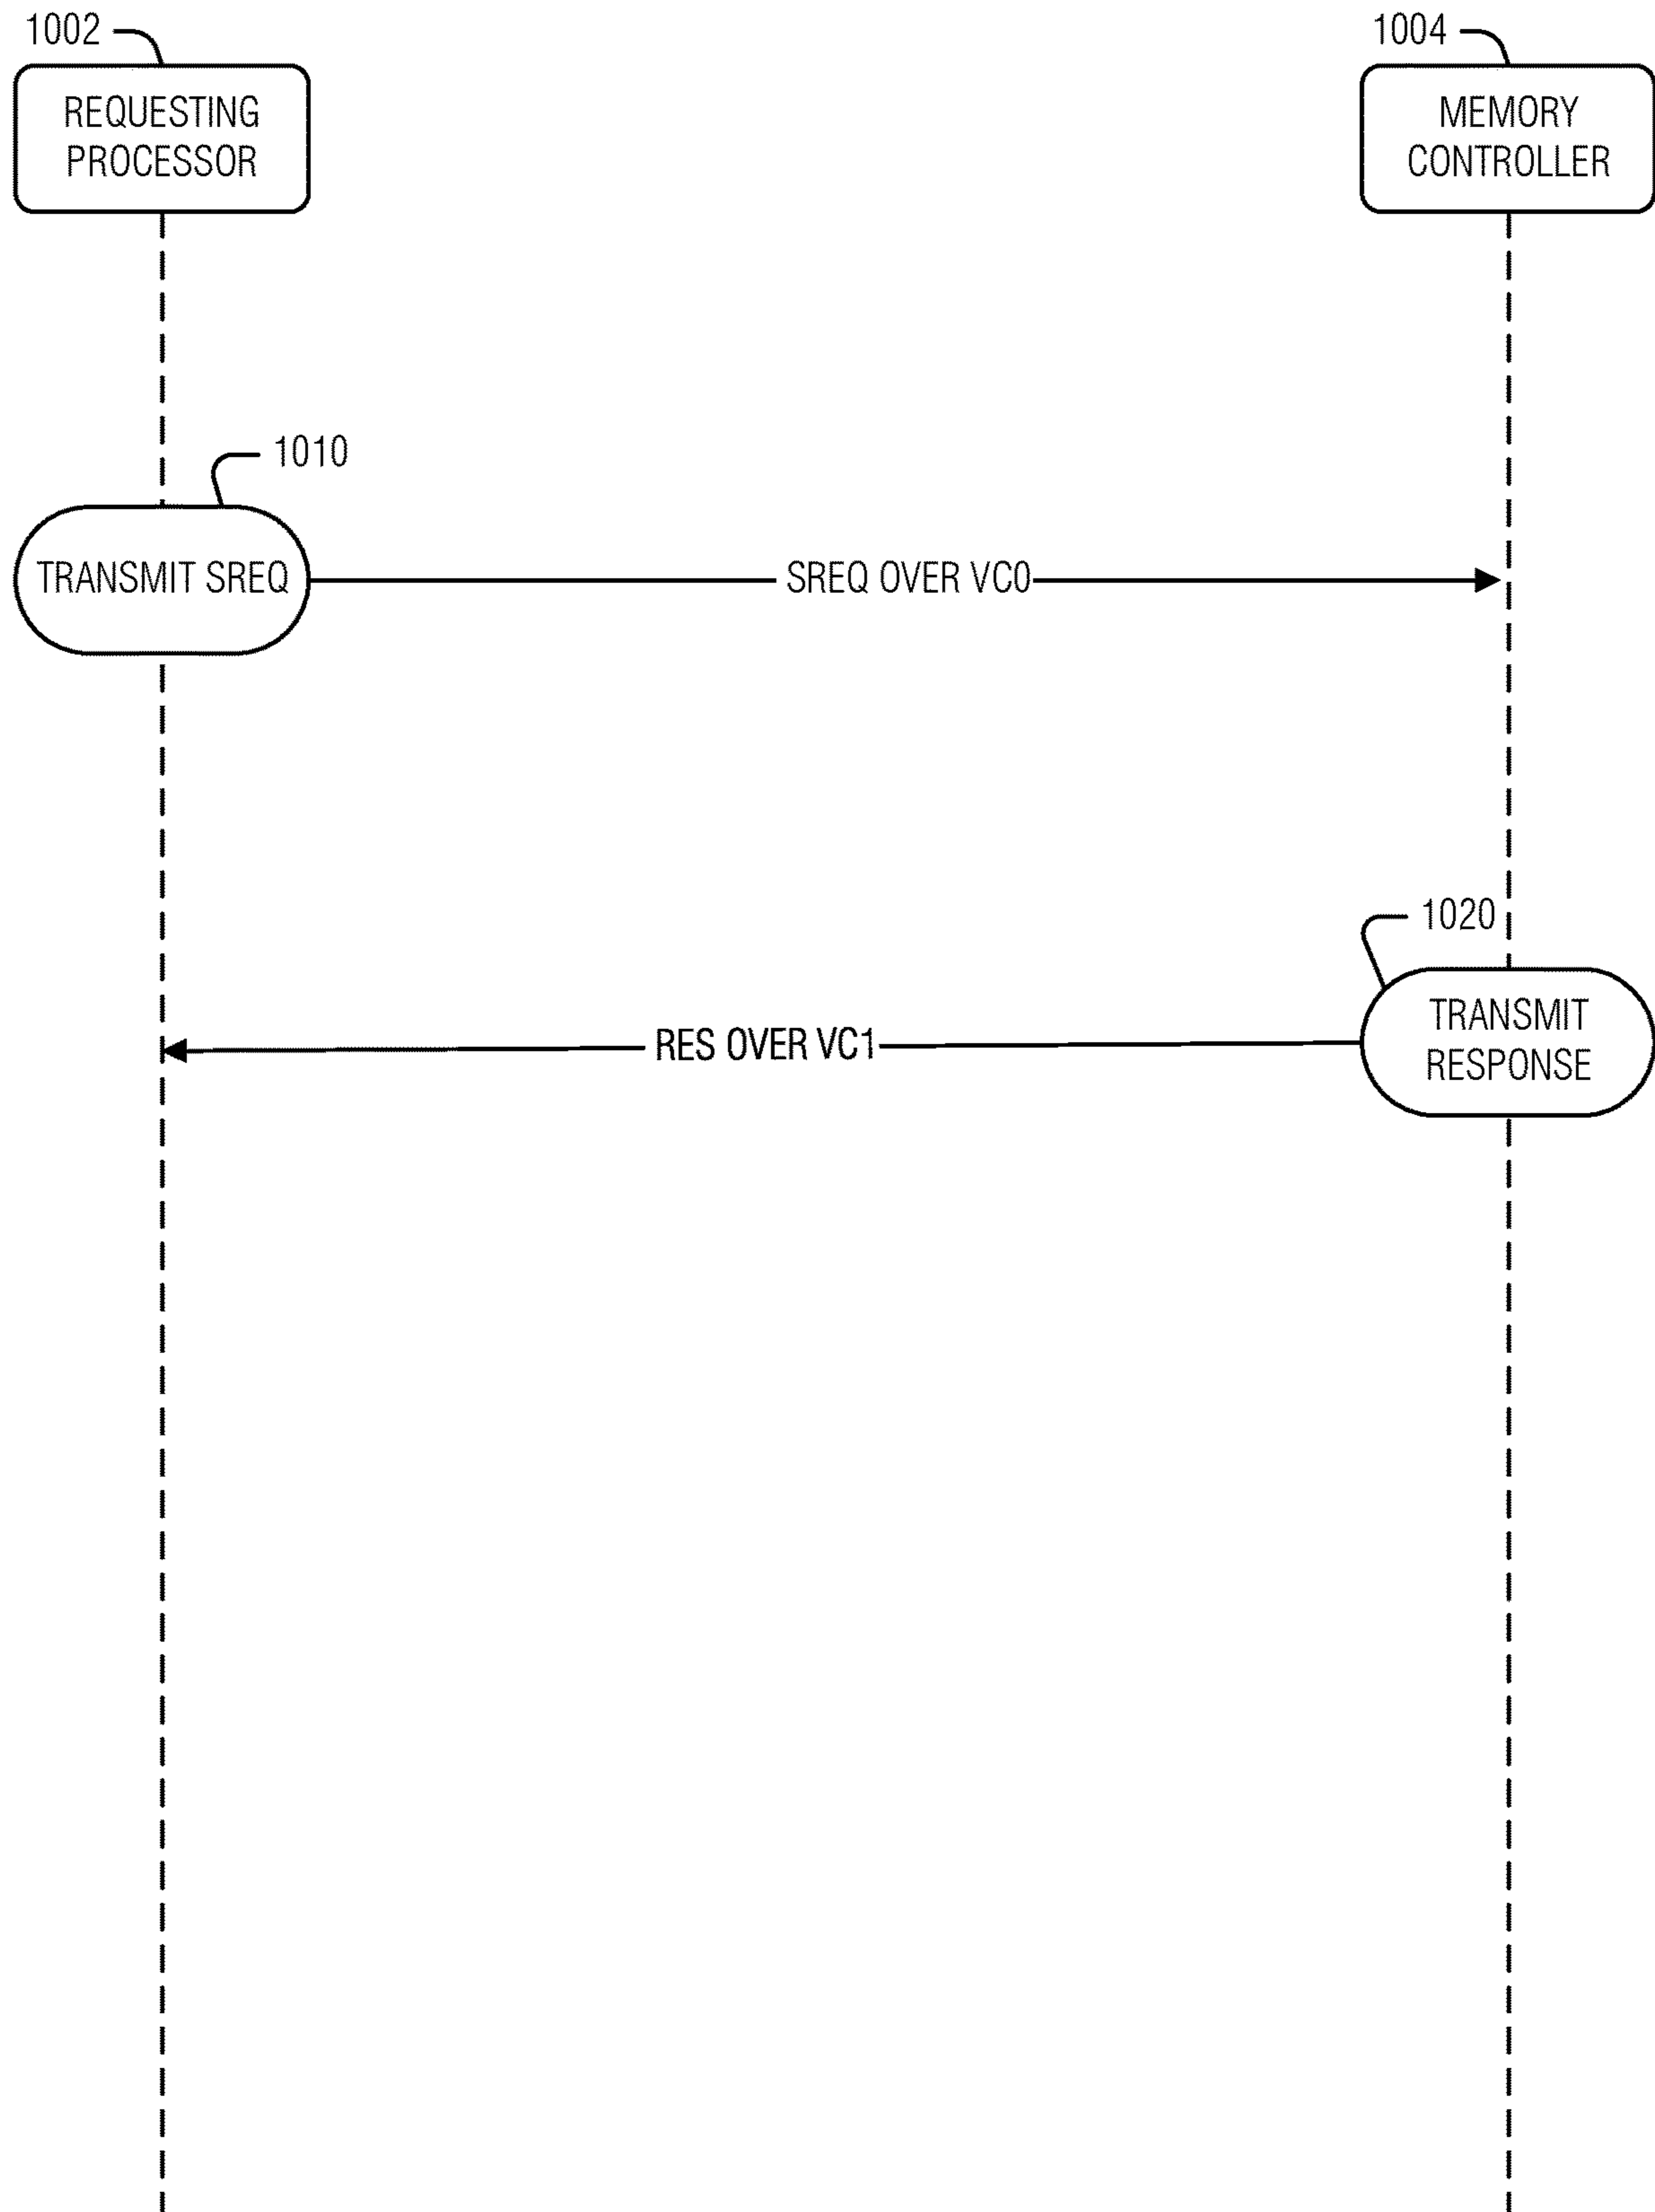 1002
1004
REQUESTING
PROCESSOR
MEMORY
CONTROLLER
1010
TRANSMIT SREQ
SREQ OVER VC0
1020
RES OVER VC1
TRANSMIT
RESPONSE